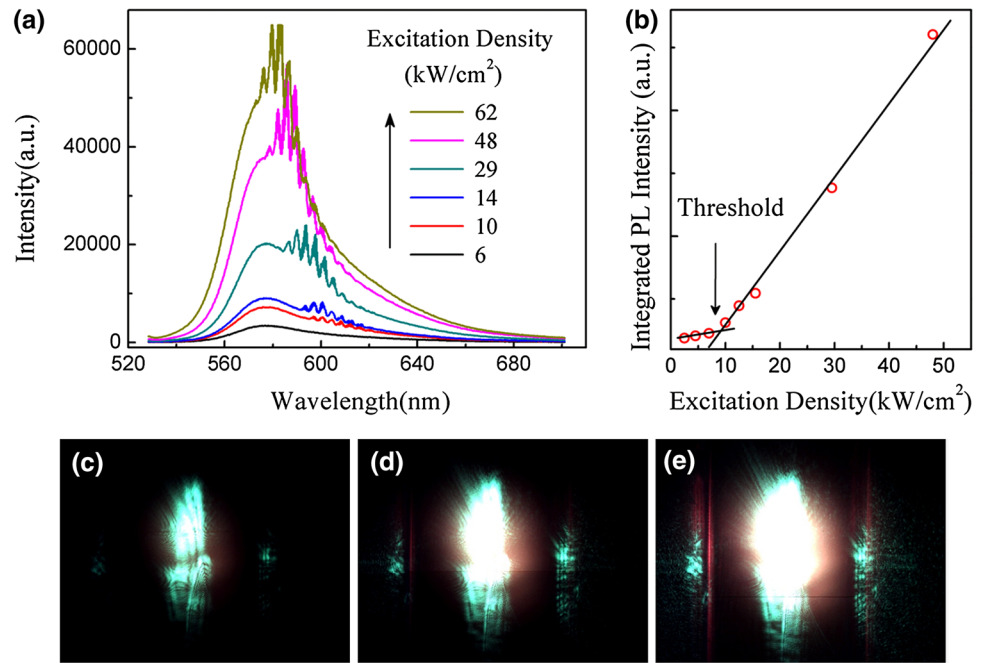 (a)
Excitation Density
(kW/cm²)
62
48
29
14
10
6
60000
40000
20000
0
Intensity(a.u.)
520
560
600
640
680
Wavelength(nm)
(b)
Integrated PL Intensity (a.u.)
Threshold
0
10
20
30
40
50
Excitation Density(kW/cm²)
(c)
(d)
(e)